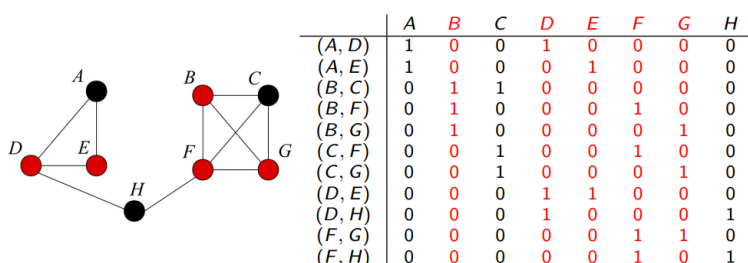 A B C D E F G H
(A, D) 1 0 0 1 0 0 0 0
(A, E) 1 0 0 0 1 0 0 0
(B, C) 0 1 1 0 0 0 0 0
(B, F) 0 1 0 0 0 1 0 0
(B, G) 0 1 0 0 0 0 1 0
(C, F) 0 0 1 0 0 1 0 0
(C, G) 0 0 1 0 0 0 1 0
(D, E) 0 0 0 1 1 0 0 0
(D, H) 0 0 0 1 0 0 0 1
(F, G) 0 0 0 0 0 1 1 0
(F, H) 0 0 0 0 0 1 0 1
A B C
D E F G
H